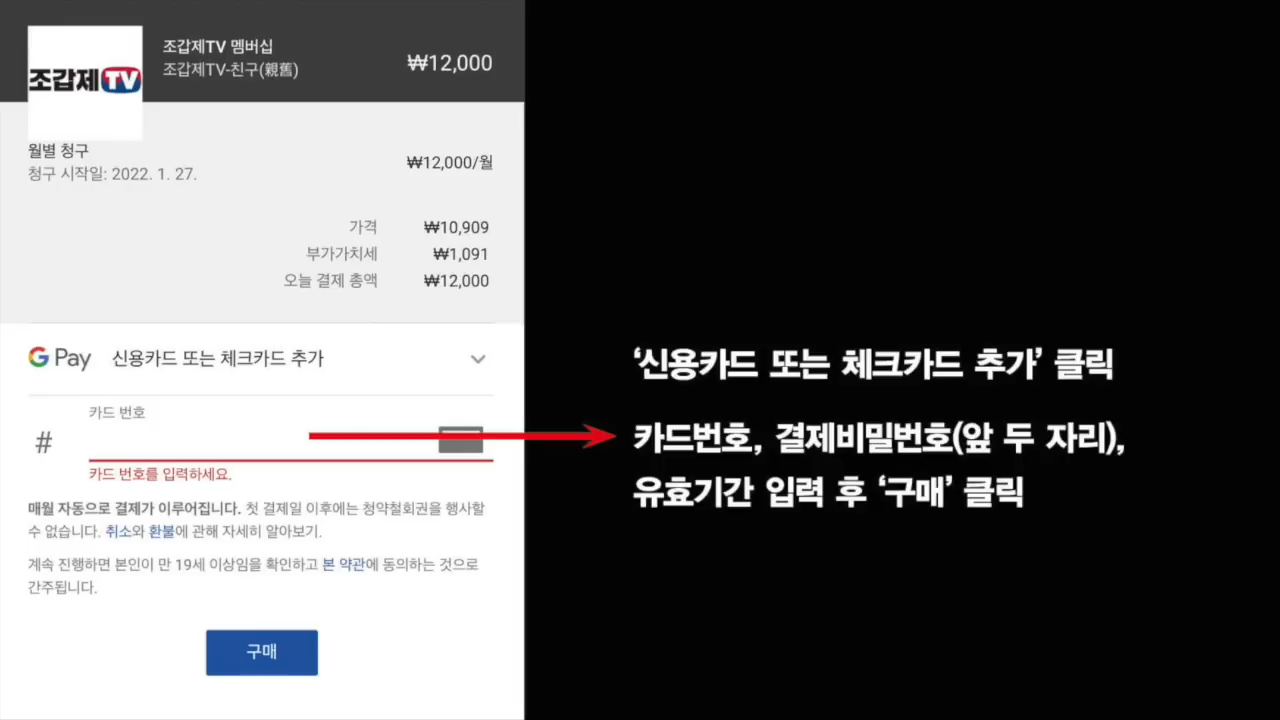 조갑제TV
조갑제TV 멤버십
조갑제TV-친구(親舊)
₩12,000
월별 청구
청구 시작일: 2022. 1. 27.
₩12,000/월
가격 ₩10,909
부가가치세 ₩1,091
오늘 결제 총액 ₩12,000
G Pay 신용카드 또는 체크카드 추가
카드 번호
#
카드 번호를 입력하세요.
매월 자동으로 결제가 이루어집니다. 첫 결제일 이후에는 청약철회권을 행사할
수 없습니다. 취소와 환불에 관해 자세히 알아보기.
계속 진행하면 본인이 만 19세 이상임을 확인하고 본 약관에 동의하는 것으로
간주됩니다.
구매
‘신용카드 또는 체크카드 추가’ 클릭
카드번호, 결제비밀번호(앞 두 자리),
유효기간 입력 후 ‘구매’ 클릭